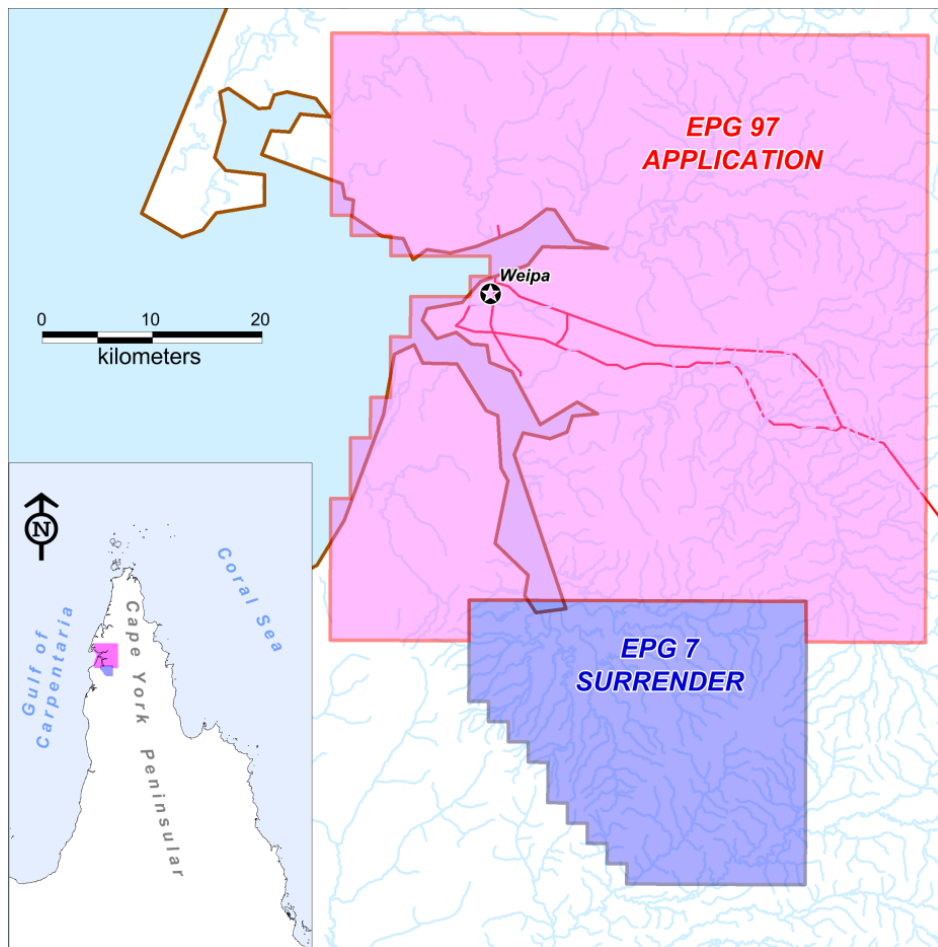 EPG 97
APPLICATION
Weipa
0 10 20
kilometers
EPG 7
SURRENDER
N
Gulf of
Carpentaria
Cape York Peninsular
Coral Sea